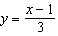 y = (x − 1)/3